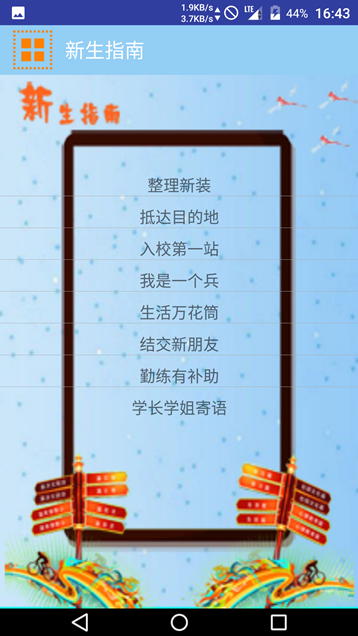 1.9KB/s
3.7KB/s
LTE
44%
16:43
新生指南
新生指南
整理新装
抵达目的地
入校第一站
我是一个兵
生活万花筒
结交新朋友
勤练有补助
学长学姐寄语